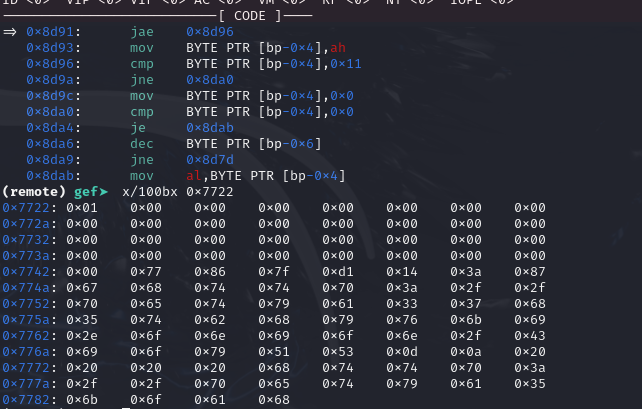 [ CODE ]
⇒ 0×8d91: jae 0×8d96
0×8d93: mov BYTE PTR [bp-0×4],ah
0×8d96: cmp BYTE PTR [bp-0×4],0×11
0×8d9a: jne 0×8da0
0×8d9c: mov BYTE PTR [bp-0×4],0×0
0×8da0: cmp BYTE PTR [bp-0×4],0×0
0×8da4: je 0×8dab
0×8da6: dec BYTE PTR [bp-0×6]
0×8da9: jne 0×8d7d
0×8dab: mov al,BYTE PTR [bp-0×4]
(remote) gef➤ x/100bx 0×7722
0×7722: 0×01 0×00 0×00 0×00 0×00 0×00 0×00 0×00
0×772a: 0×00 0×00 0×00 0×00 0×00 0×00 0×00 0×00
0×7732: 0×00 0×00 0×00 0×00 0×00 0×00 0×00 0×00
0×773a: 0×00 0×00 0×00 0×00 0×00 0×00 0×00 0×00
0×7742: 0×00 0×77 0×86 0×7f 0×d1 0×14 0×3a 0×87
0×774a: 0×67 0×68 0×74 0×74 0×70 0×3a 0×2f 0×2f
0×7752: 0×70 0×65 0×74 0×79 0×61 0×33 0×37 0×68
0×775a: 0×35 0×74 0×62 0×68 0×79 0×76 0×6b 0×69
0×7762: 0×2e 0×6f 0×6e 0×69 0×6f 0×6e 0×2f 0×43
0×776a: 0×69 0×6f 0×79 0×51 0×53 0×0d 0×0a 0×20
0×7772: 0×20 0×20 0×20 0×68 0×74 0×74 0×70 0×3a
0×777a: 0×2f 0×2f 0×70 0×65 0×74 0×79 0×61 0×35
0×7782: 0×6b 0×6f 0×61 0×68